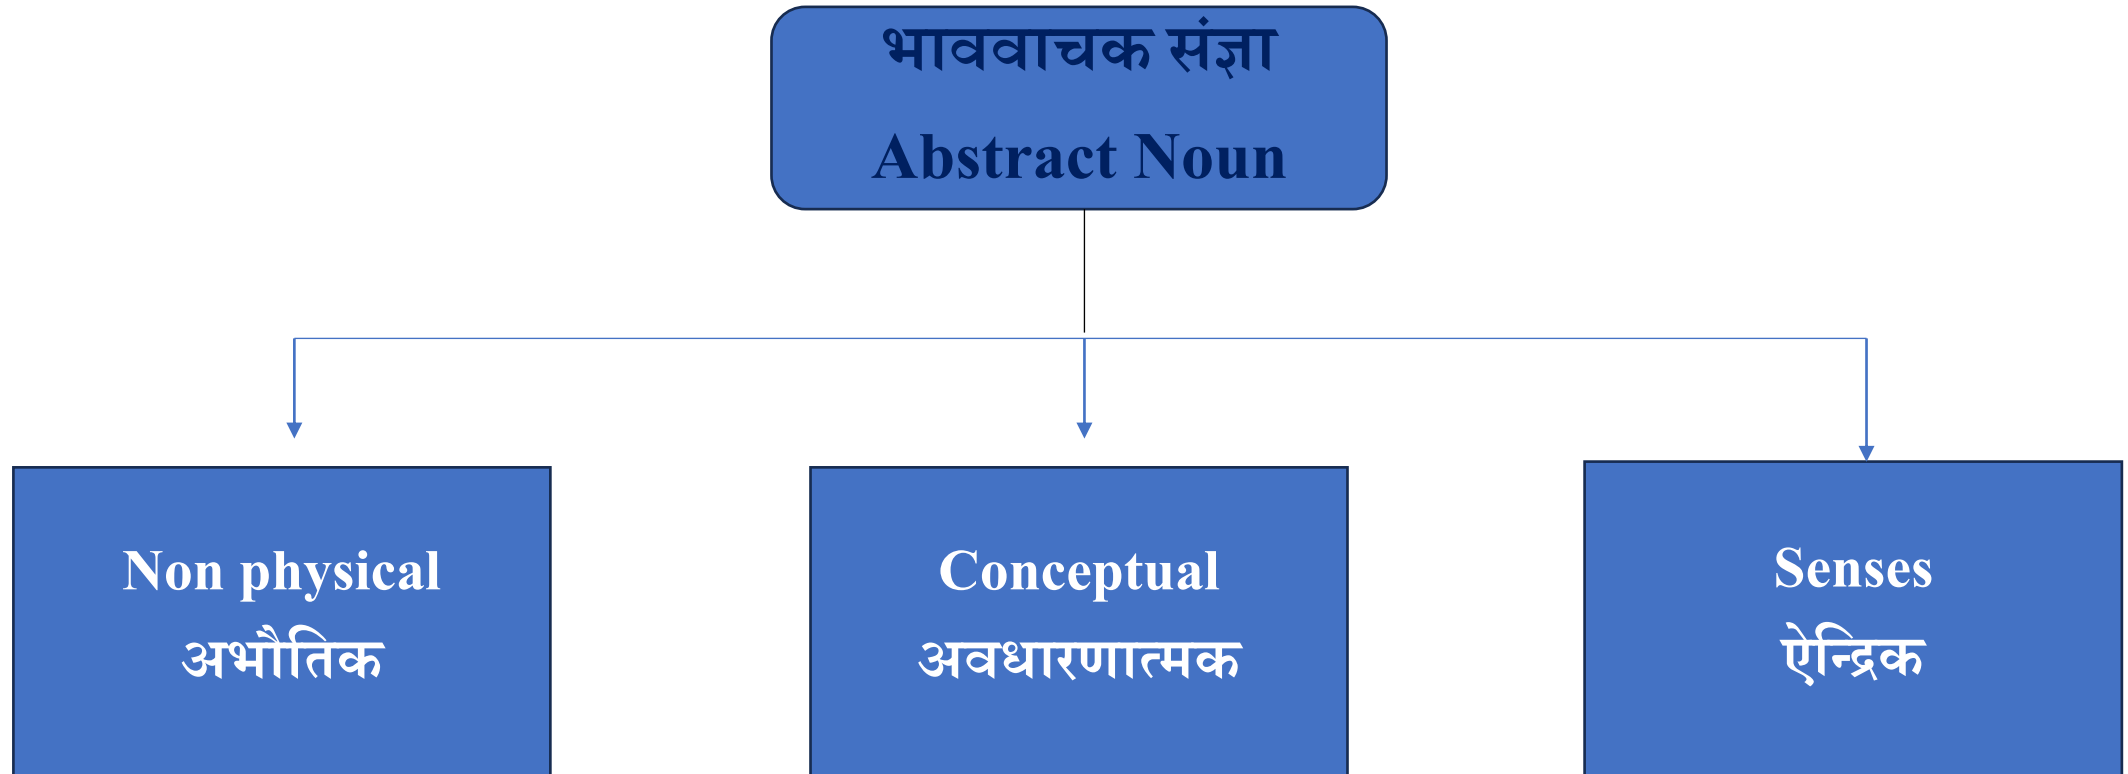 भाववाचक संज्ञा
Abstract Noun
Non physical
अभौतिक
Conceptual
अवधारणात्मक
Senses
ऐन्द्रिक